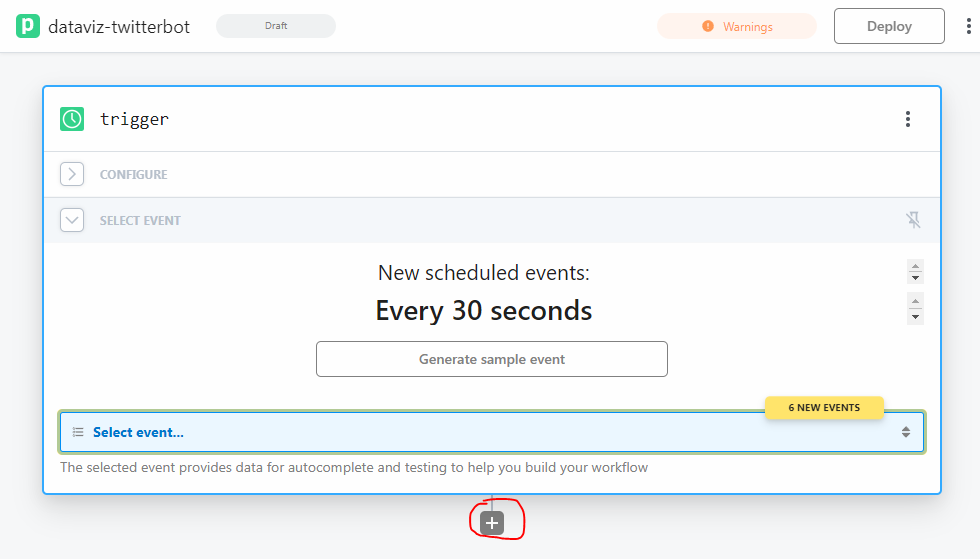 p dataviz-twitterbot Draft Warnings Deploy
trigger
CONFIGURE
SELECT EVENT
New scheduled events:
Every 30 seconds
Generate sample event
6 NEW EVENTS
Select event...
The selected event provides data for autocomplete and testing to help you build your workflow